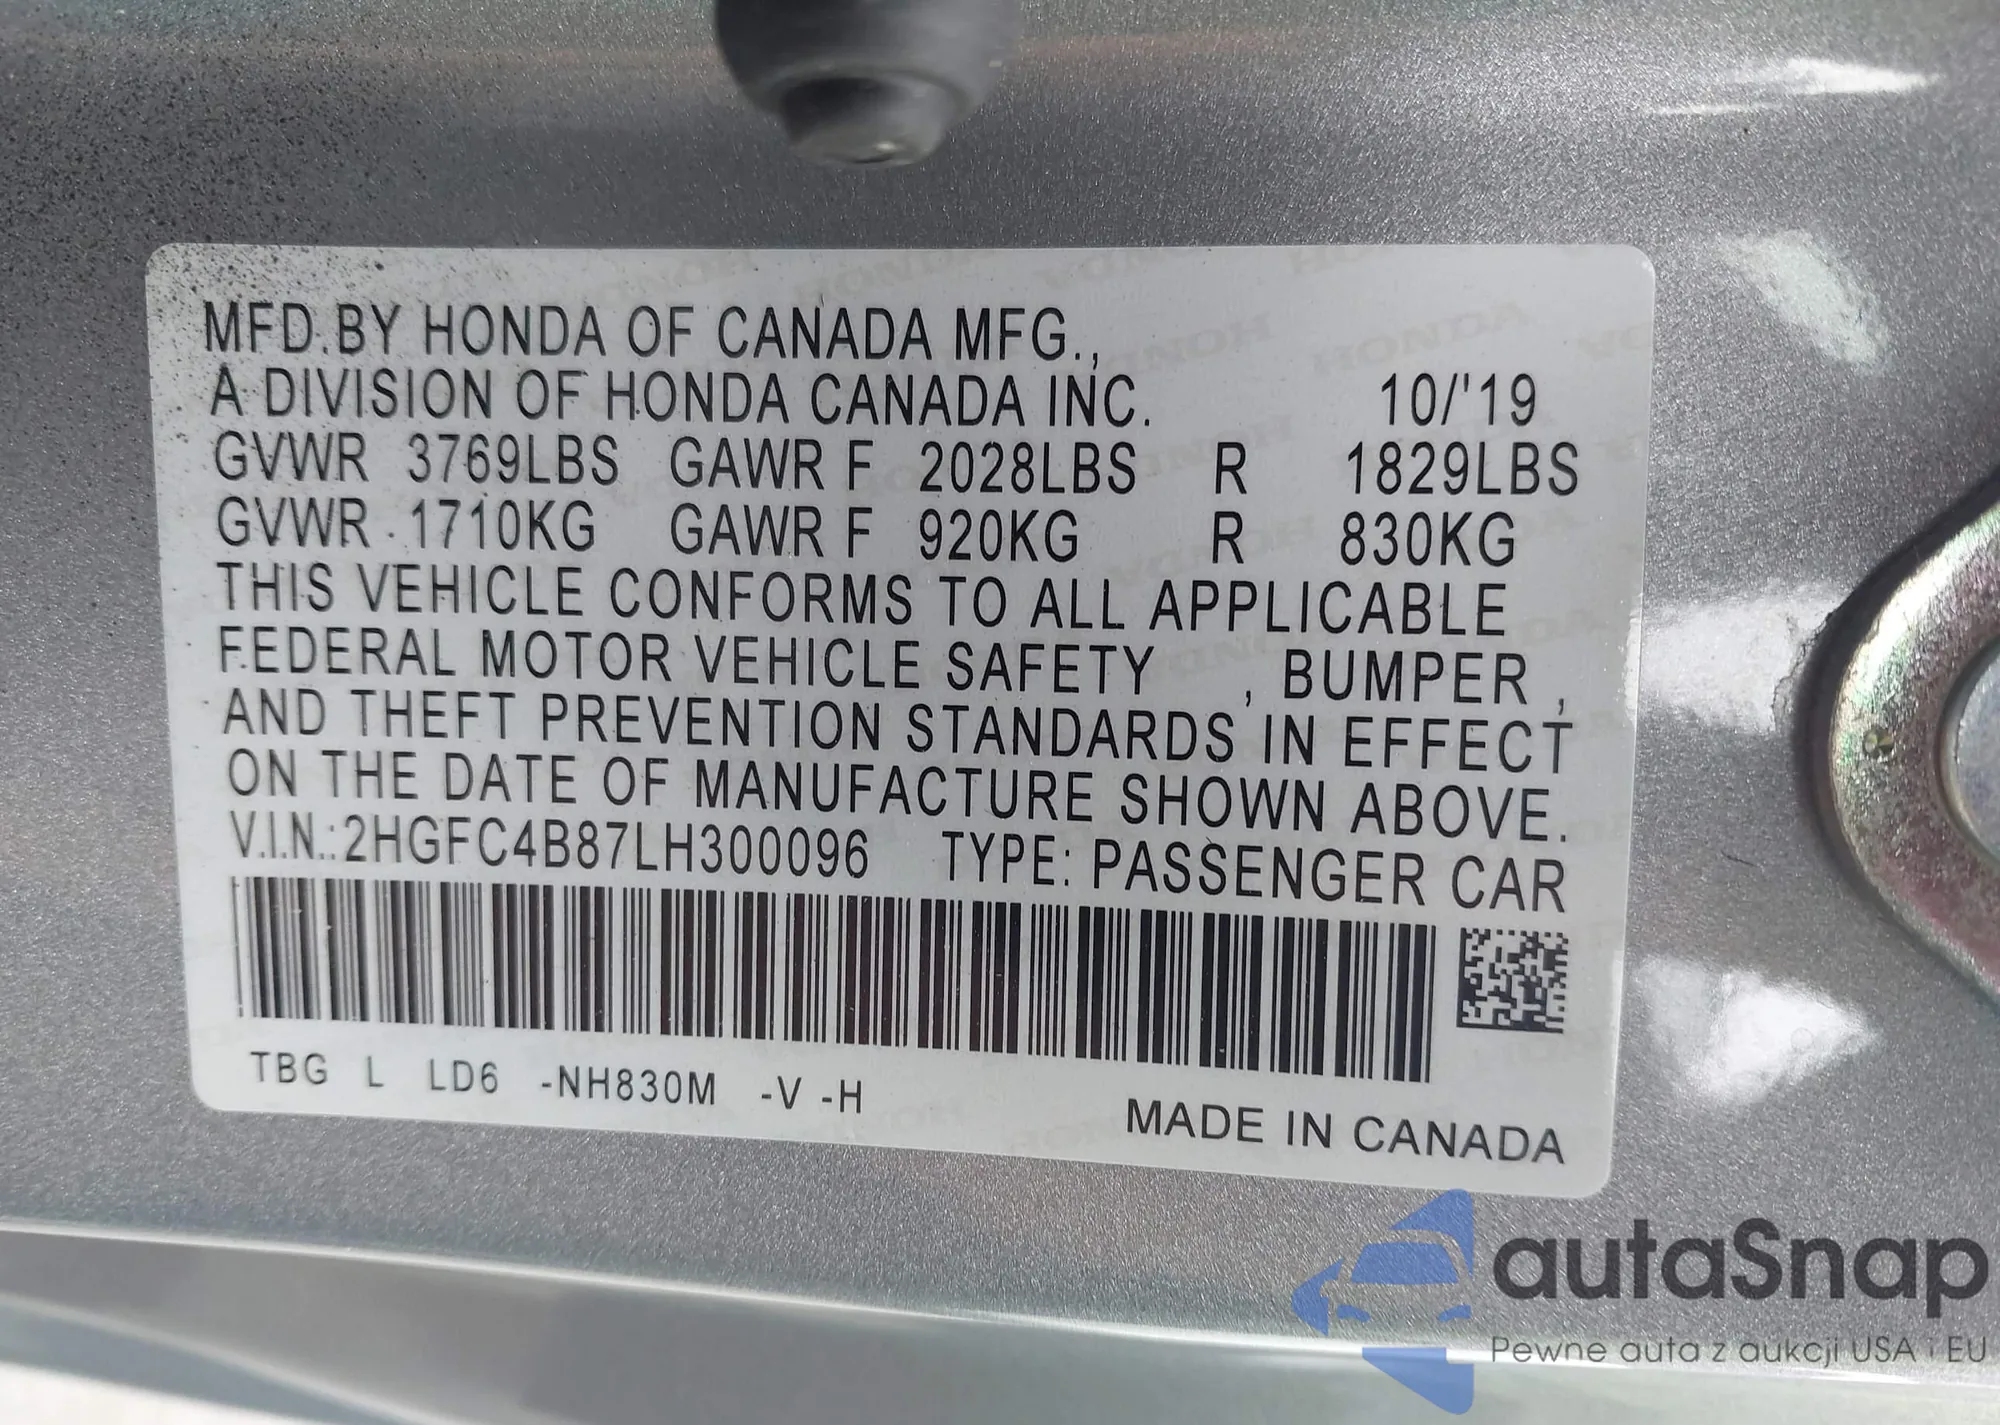 MFD.BY HONDA OF CANADA MFG.,
A DIVISION OF HONDA CANADA INC. 10/'19
GVWR 3769LBS GAWR F 2028LBS R 1829LBS
GVWR 1710KG GAWR F 920KG R 830KG
THIS VEHICLE CONFORMS TO ALL APPLICABLE
FEDERAL MOTOR VEHICLE SAFETY , BUMPER ,
AND THEFT PREVENTION STANDARDS IN EFFECT
ON THE DATE OF MANUFACTURE SHOWN ABOVE.
V.I.N.:2HGFC4B87LH300096 TYPE: PASSENGER CAR
TBG L LD6 -NH830M -V -H
MADE IN CANADA
autaSnap
Pewne auta z aukcji USA i EU